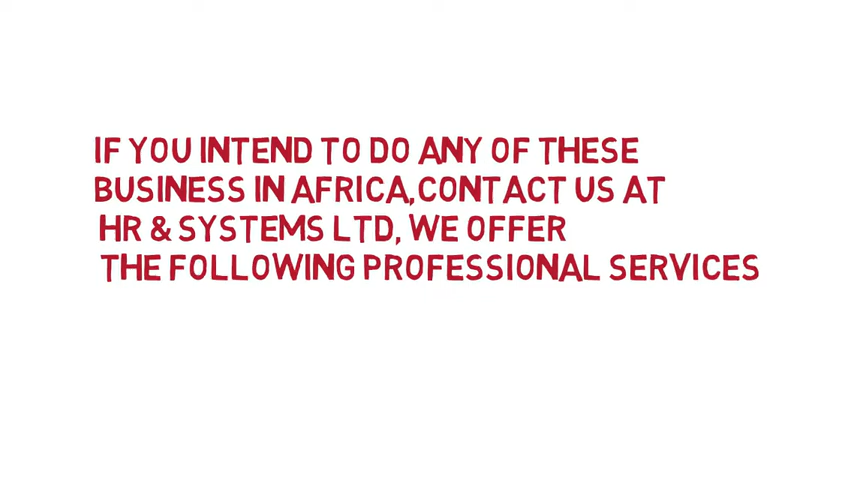 IF YOU INTEND TO DO ANY OF THESE
BUSINESS IN AFRICA,CONTACT US AT
HR & SYSTEMS LTD, WE OFFER
THE FOLLOWING PROFESSIONAL SERVICES